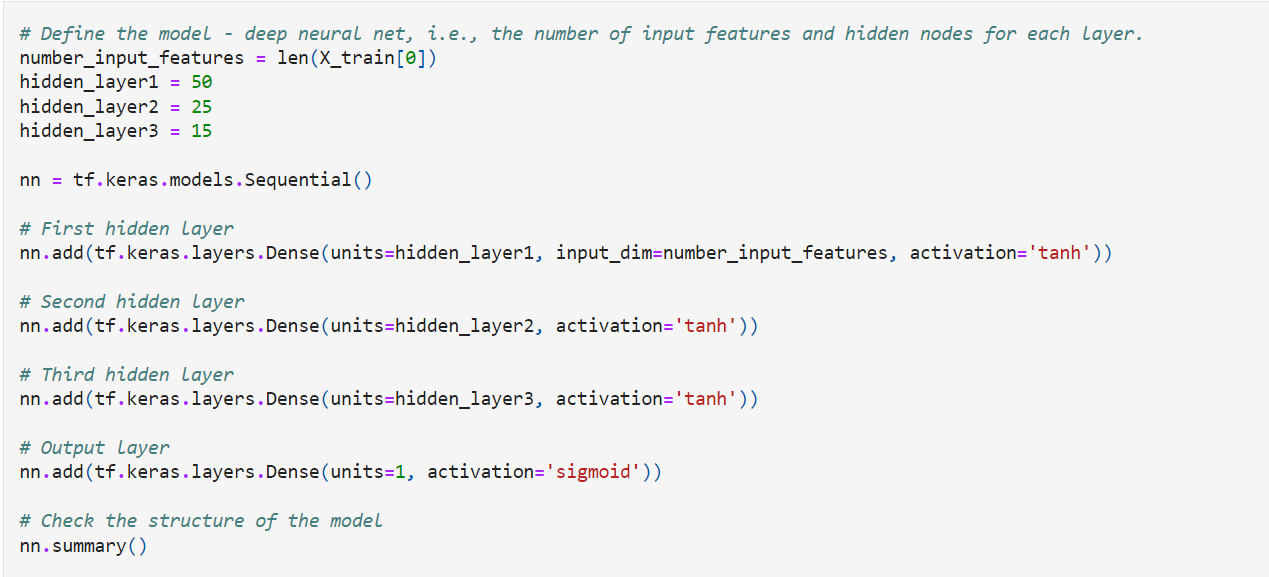 # Define the model - deep neural net, i.e., the number of input features and hidden nodes for each layer.
number_input_features = len(X_train[0])
hidden_layer1 = 50
hidden_layer2 = 25
hidden_layer3 = 15
nn = tf.keras.models.Sequential()
# First hidden layer
nn.add(tf.keras.layers.Dense(units=hidden_layer1, input_dim=number_input_features, activation='tanh'))
# Second hidden layer
nn.add(tf.keras.layers.Dense(units=hidden_layer2, activation='tanh'))
# Third hidden layer
nn.add(tf.keras.layers.Dense(units=hidden_layer3, activation='tanh'))
# Output layer
nn.add(tf.keras.layers.Dense(units=1, activation='sigmoid'))
# Check the structure of the model
nn.summary()